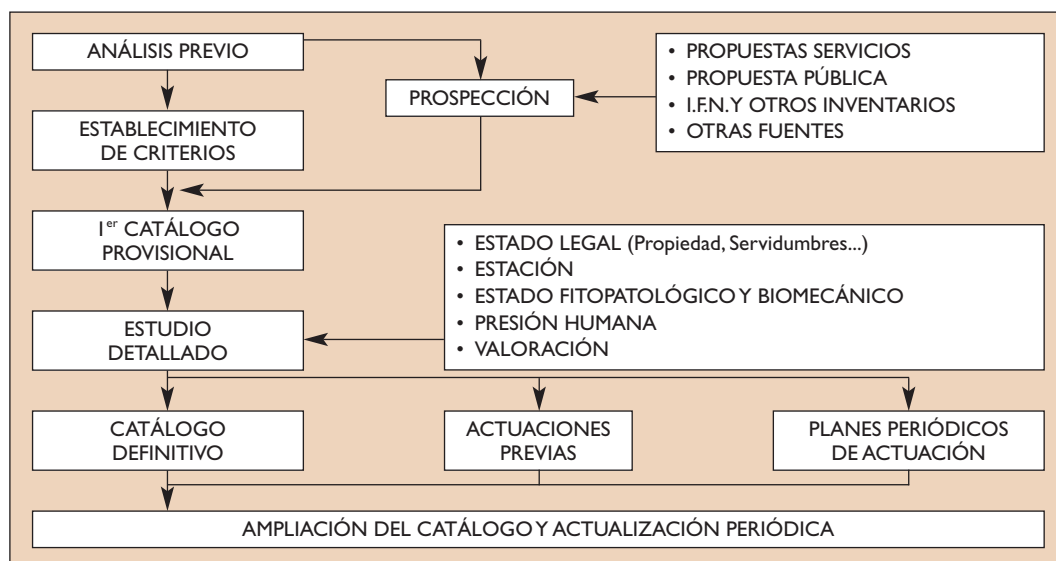 ANÁLISIS PREVIO
PROSPECCIÓN
• PROPUESTAS SERVICIOS
• PROPUESTA PÚBLICA
• I.F.N. Y OTROS INVENTARIOS
• OTRAS FUENTES
ESTABLECIMIENTO
DE CRITERIOS
1er CATÁLOGO
PROVISIONAL
• ESTADO LEGAL (Propiedad, Servidumbres...)
• ESTACIÓN
• ESTADO FITOPATOLÓGICO Y BIOMECÁNICO
• PRESIÓN HUMANA
• VALORACIÓN
ESTUDIO
DETALLADO
CATÁLOGO
DEFINITIVO
ACTUACIONES
PREVIAS
PLANES PERIÓDICOS
DE ACTUACIÓN
AMPLIACIÓN DEL CATÁLOGO Y ACTUALIZACIÓN PERIÓDICA